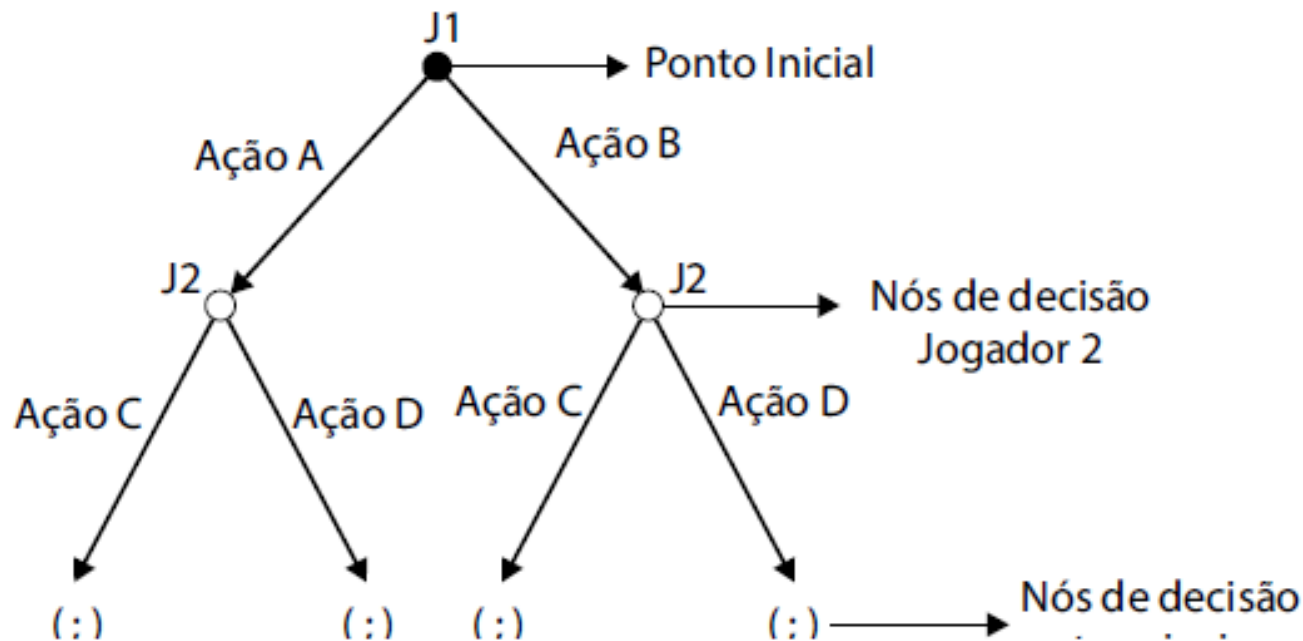 J1
Ponto Inicial
Ação A
Ação B
J2
J2
Nós de decisão
Jogador 2
Ação C
Ação D
Ação C
Ação D
(:)
(:)
(:)
(:)
Nós de decisão